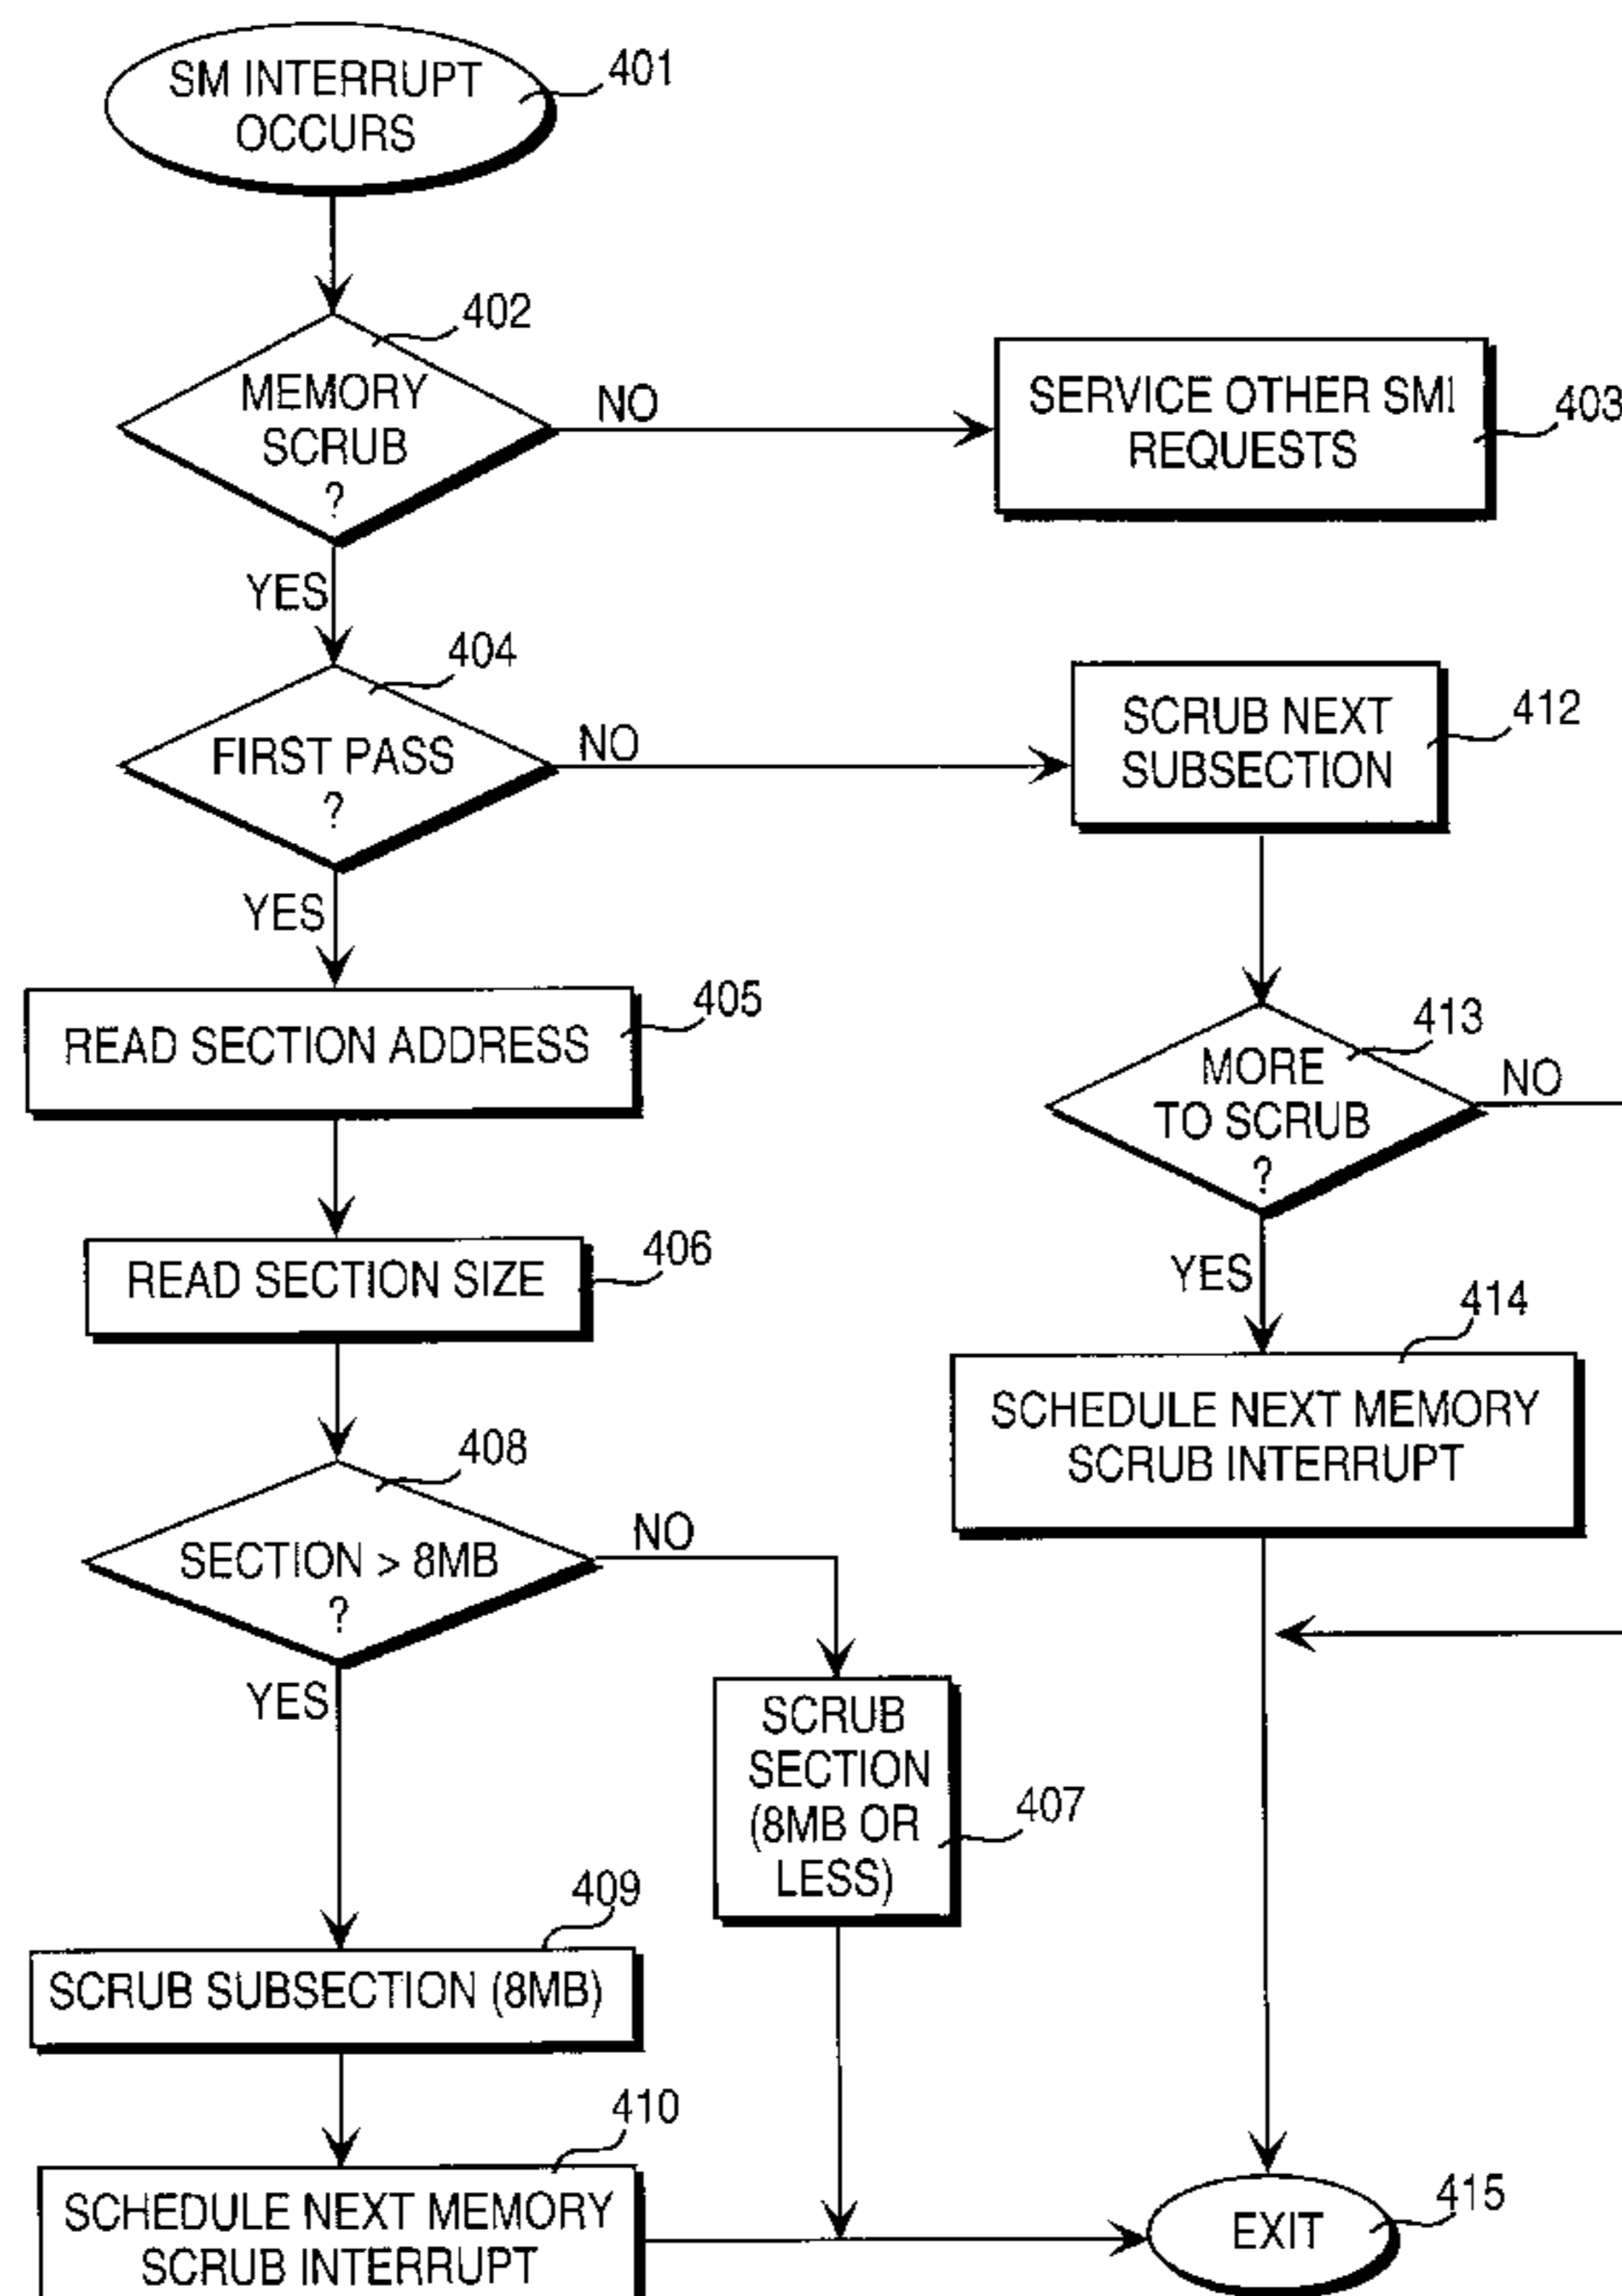 SM INTERRUPT
OCCURS
401
402
MEMORY
SCRUB
?
NO
SERVICE OTHER SMI
REQUESTS
403
YES
404
FIRST PASS
?
NO
SCRUB NEXT
SUBSECTION
412
YES
READ SECTION ADDRESS
405
413
MORE
TO SCRUB
?
NO
READ SECTION SIZE
406
YES
414
SCHEDULE NEXT MEMORY
SCRUB INTERRUPT
408
SECTION > 8MB
?
NO
YES
SCRUB
SECTION
(8MB OR
LESS)
407
409
SCRUB SUBSECTION (8MB)
410
SCHEDULE NEXT MEMORY
SCRUB INTERRUPT
EXIT
415